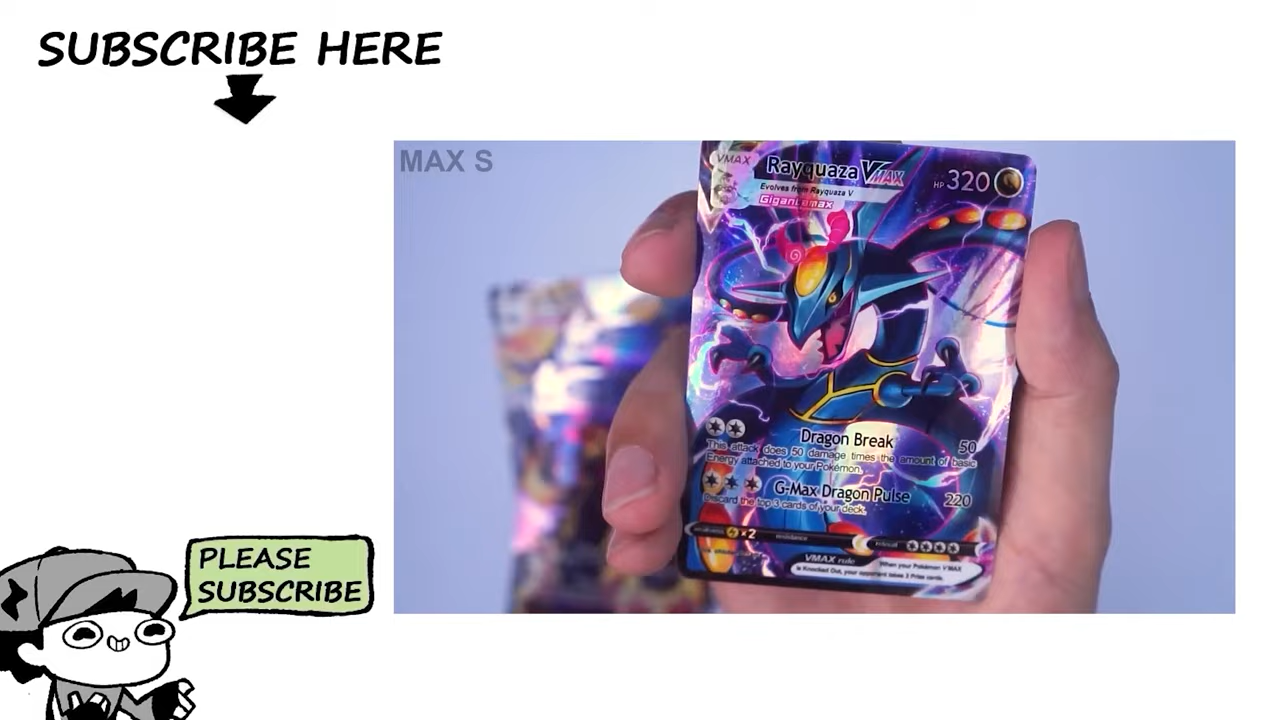 SUBSCRIBE HERE
MAX S
VMAX Rayquaza VMAX HP 320
Evolves from Rayquaza V
Gigantamax
Dragon Break 50
This attack does 50 damage times the amount of basic
Energy attached to your Pokémon.
G-Max Dragon Pulse 220
Discard the top 3 cards of your deck.
weakness ×2 resistance retreat
VMAX rule When your Pokémon VMAX
is Knocked Out, your opponent takes 3 Prize cards.
PLEASE
SUBSCRIBE